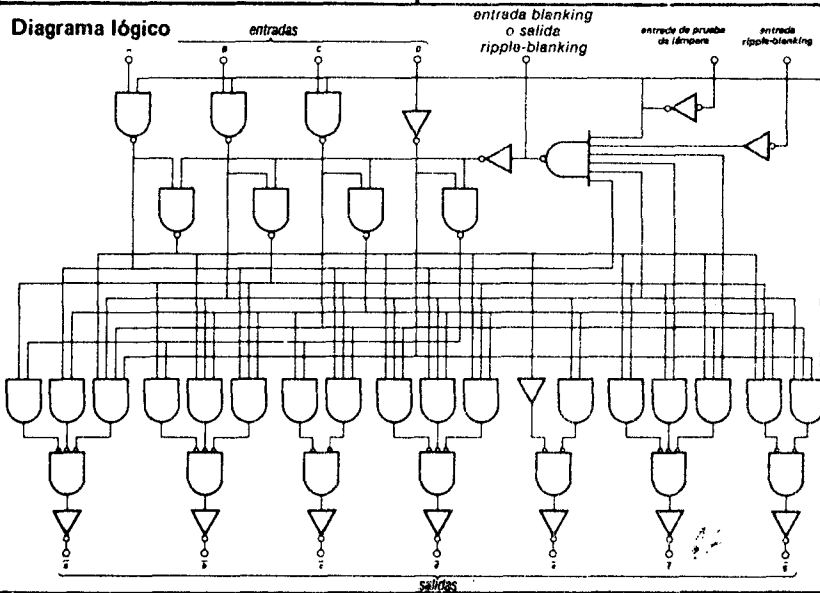 Diagrama lógico
entradas
entrada blanking
o salida
ripple-blanking
entrada de prueba
de lámpara
entrada
ripple-blanking
B
C
D
salidas